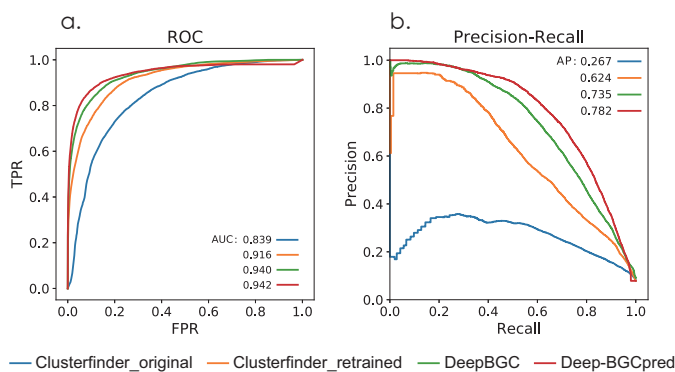 a.
ROC
1.0
0.8
0.6
0.4
0.2
0.0
TPR
AUC: 0.839
0.916
0.940
0.942
0.0 0.2 0.4 0.6 0.8 1.0
FPR
b.
Precision-Recall
1.0
0.8
0.6
0.4
0.2
0.0
Precision
AP: 0.267
0.624
0.735
0.782
0.0 0.2 0.4 0.6 0.8 1.0
Recall
Clusterfinder_original Clusterfinder_retrained DeepBGC Deep-BGCpred